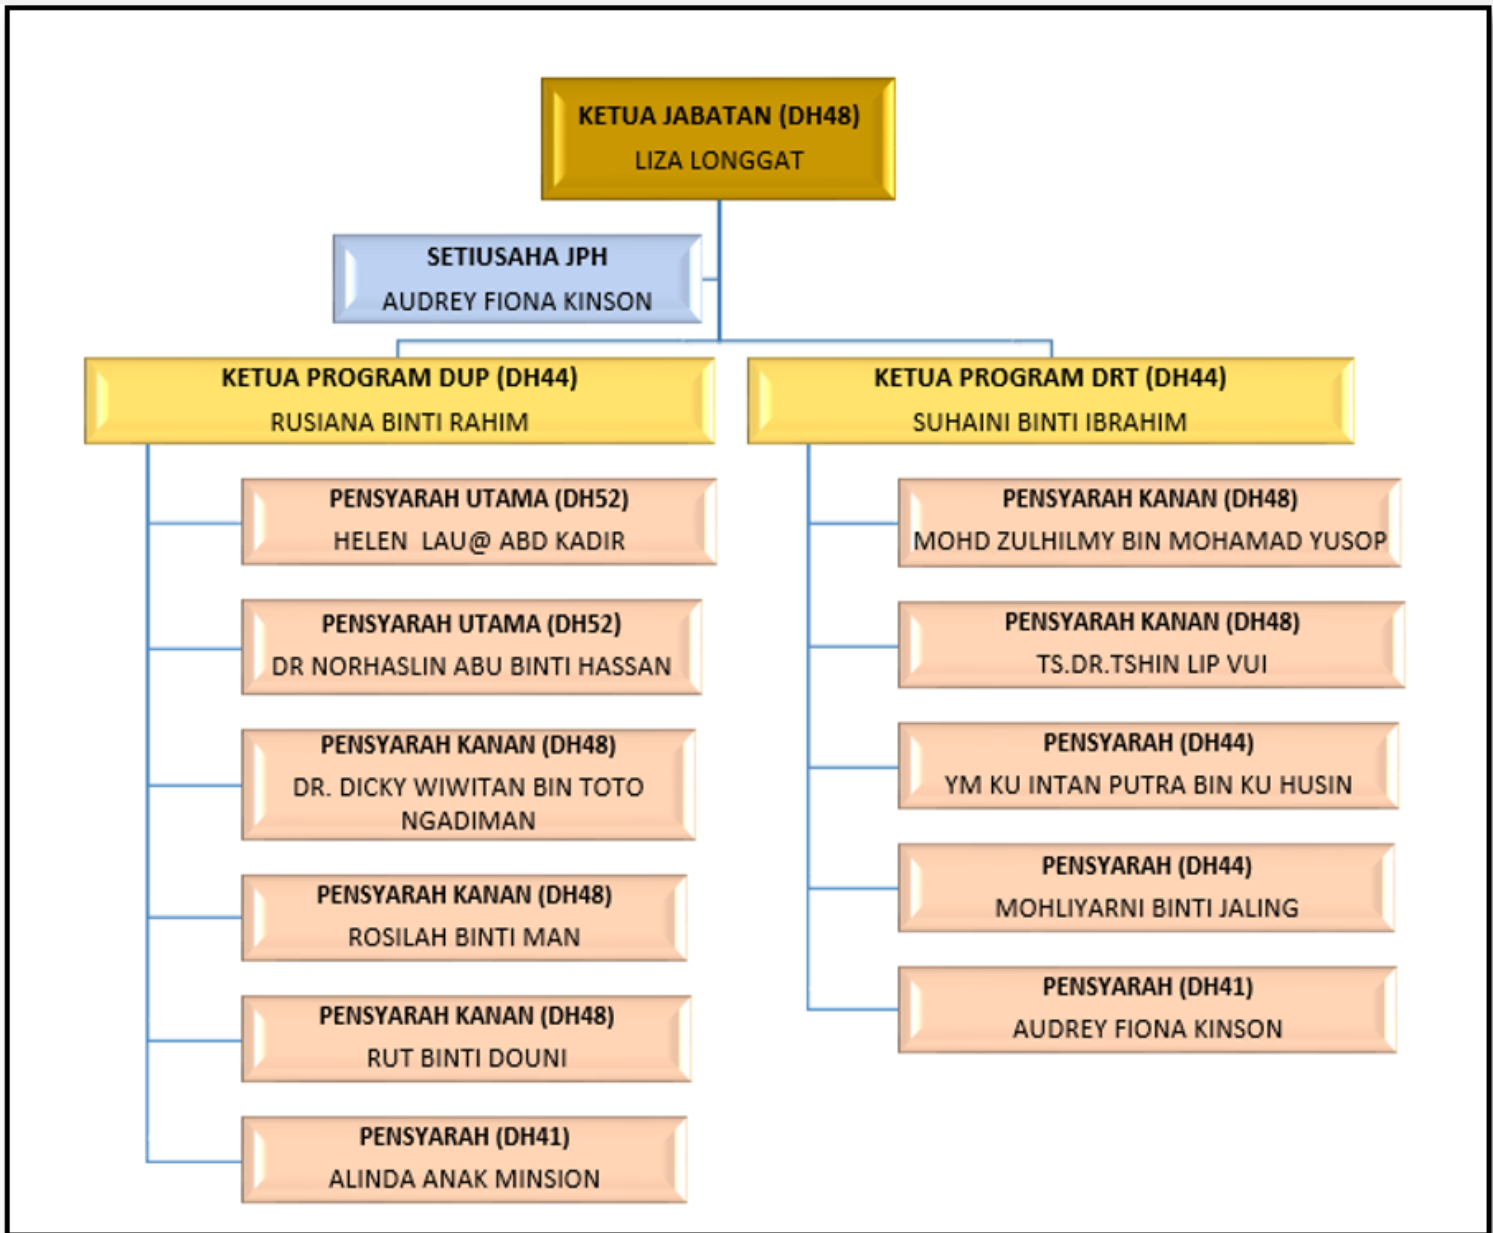 KETUA JABATAN (DH48)
LIZA LONGGAT
SETIUSAHA JPH
AUDREY FIONA KINSON
KETUA PROGRAM DUP (DH44)
RUSIANA BINTI RAHIM
PENSYARAH UTAMA (DH52)
HELEN  LAU@ ABD KADIR
PENSYARAH UTAMA (DH52)
DR NORHASLIN ABU BINTI HASSAN
PENSYARAH KANAN (DH48)
DR. DICKY WIWITAN BIN TOTO
NGADIMAN
PENSYARAH KANAN (DH48)
ROSILAH BINTI MAN
PENSYARAH KANAN (DH48)
RUT BINTI DOUNI
PENSYARAH (DH41)
ALINDA ANAK MINSION
KETUA PROGRAM DRT (DH44)
SUHAINI BINTI IBRAHIM
PENSYARAH KANAN (DH48)
MOHD ZULHILMY BIN MOHAMAD YUSOP
PENSYARAH KANAN (DH48)
TS.DR.TSHIN LIP VUI
PENSYARAH (DH44)
YM KU INTAN PUTRA BIN KU HUSIN
PENSYARAH (DH44)
MOHLIYARNI BINTI JALING
PENSYARAH (DH41)
AUDREY FIONA KINSON